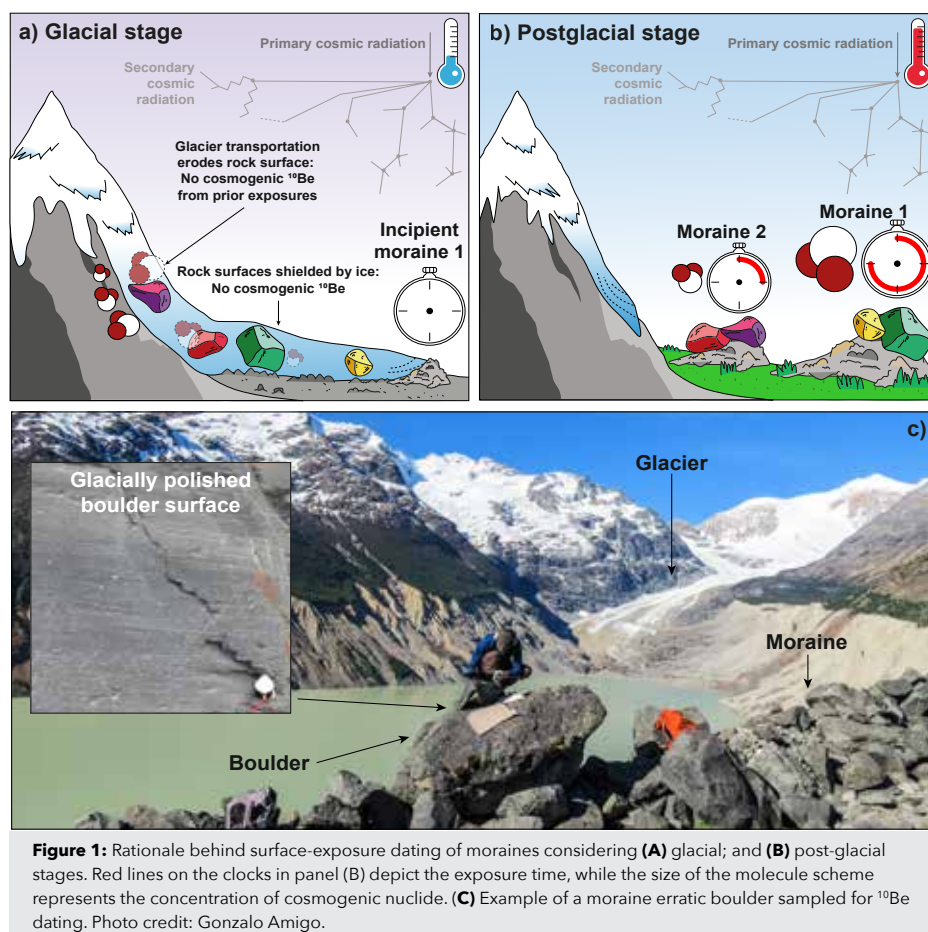 a) Glacial stage
Primary cosmic radiation
Secondary
cosmic
radiation
Glacier transportation
erodes rock surface:
No cosmogenic ¹⁰Be
from prior exposures
Rock surfaces shielded by ice:
No cosmogenic ¹⁰Be
Incipient
moraine 1
b) Postglacial stage
Primary cosmic radiation
Secondary
cosmic
radiation
Moraine 2
Moraine 1
c)
Glacially polished
boulder surface
Glacier
Moraine
Boulder
Figure 1: Rationale behind surface-exposure dating of moraines considering (A) glacial; and (B) post-glacial
stages. Red lines on the clocks in panel (B) depict the exposure time, while the size of the molecule scheme
represents the concentration of cosmogenic nuclide. (C) Example of a moraine erratic boulder sampled for ¹⁰Be
dating. Photo credit: Gonzalo Amigo.